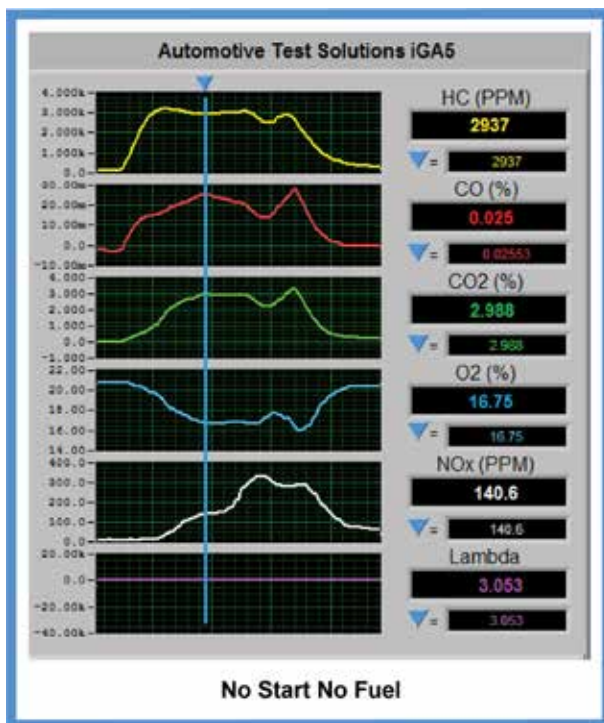 Automotive Test Solutions iGA5
4.000k
3.000k
2.000k
1.000k
0.0
HC (PPM)
2937
= 2937
30.00m
20.00m
10.00m
0.0
-10.00m
CO (%)
0.025
= 0.02553
4.000
3.000
2.000
1.000
0.0
-1.000
CO2 (%)
2.988
= 2.988
22.00
20.00
18.00
16.00
14.00
O2 (%)
16.75
= 16.75
400.0
300.0
200.0
100.0
0.0
NOx (PPM)
140.6
= 140.6
20.00k
0.0
-20.00k
-40.00k
Lambda
3.053
= 3.053
No Start No Fuel